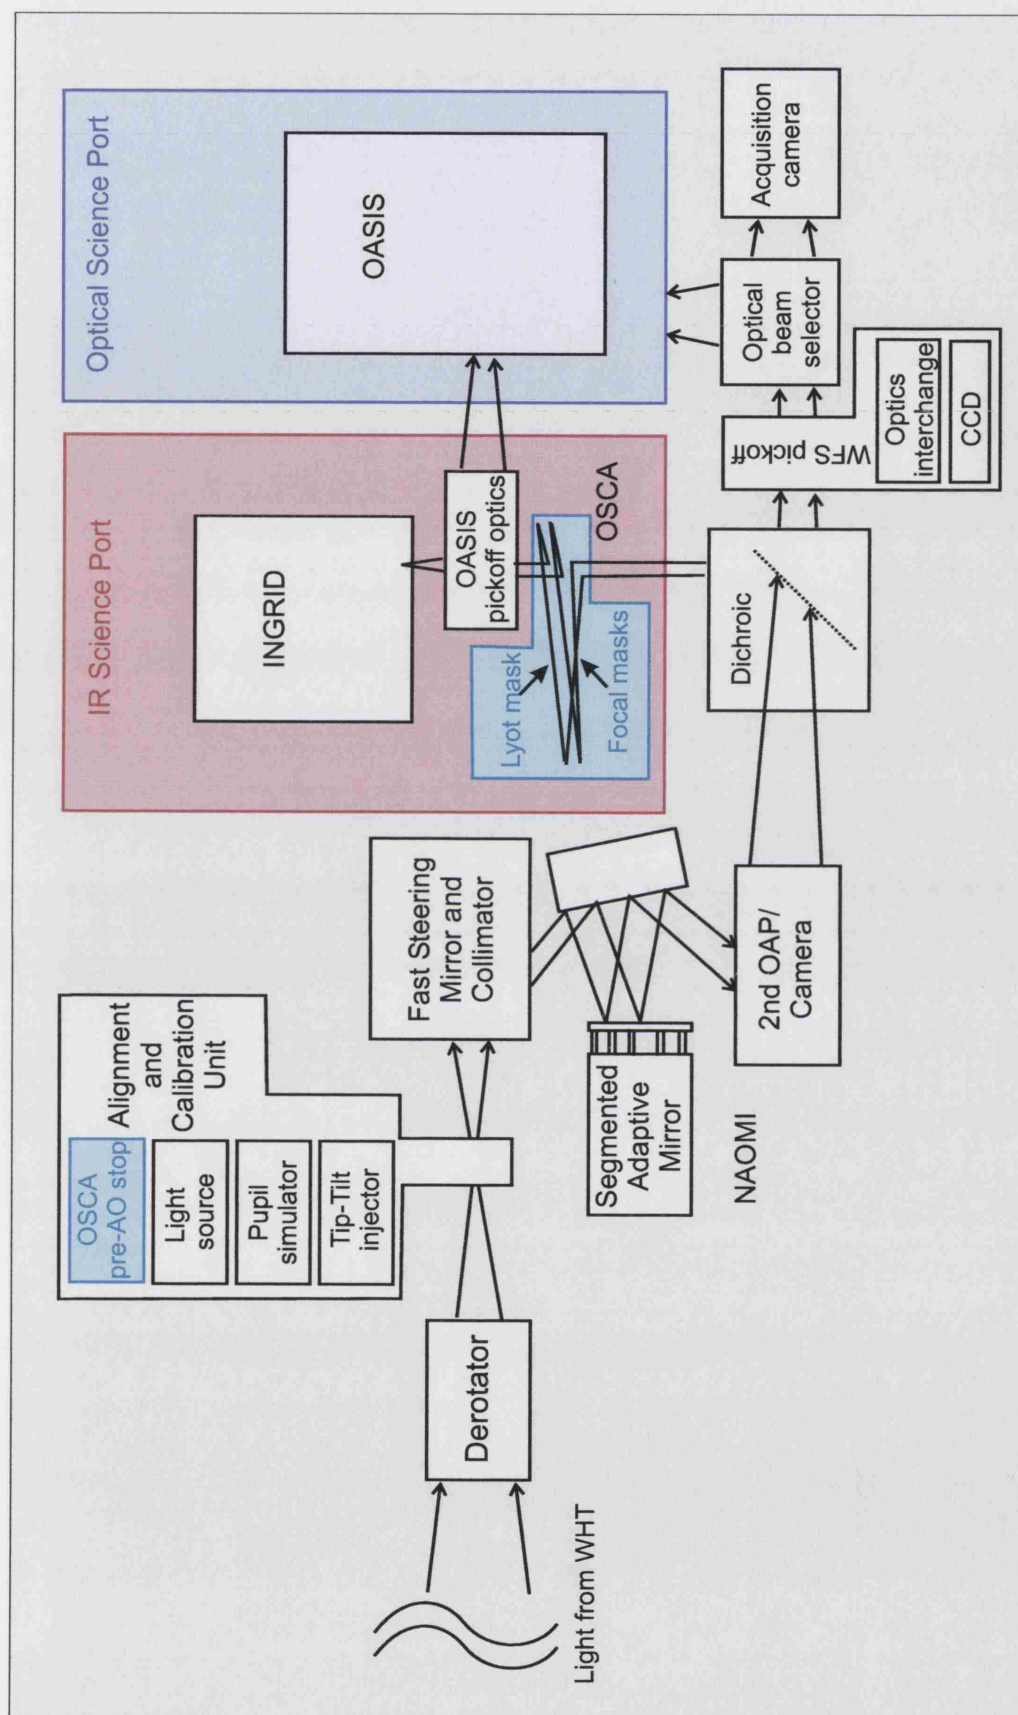 Light from WHT
Derotator
OSCA
pre-AO stop
Light
source
Pupil
simulator
Tip-Tilt
injector
Alignment
and
Calibration
Unit
Fast Steering
Mirror and
Collimator
Segmented
Adaptive
Mirror
NAOMI
2nd OAP/
Camera
IR Science Port
INGRID
OASIS
pickoff optics
Lyot mask
Focal masks
OSCA
Dichroic
Optical Science Port
OASIS
WFS pickoff
Optics
interchange
CCD
Optical
beam
selector
Acquisition
camera